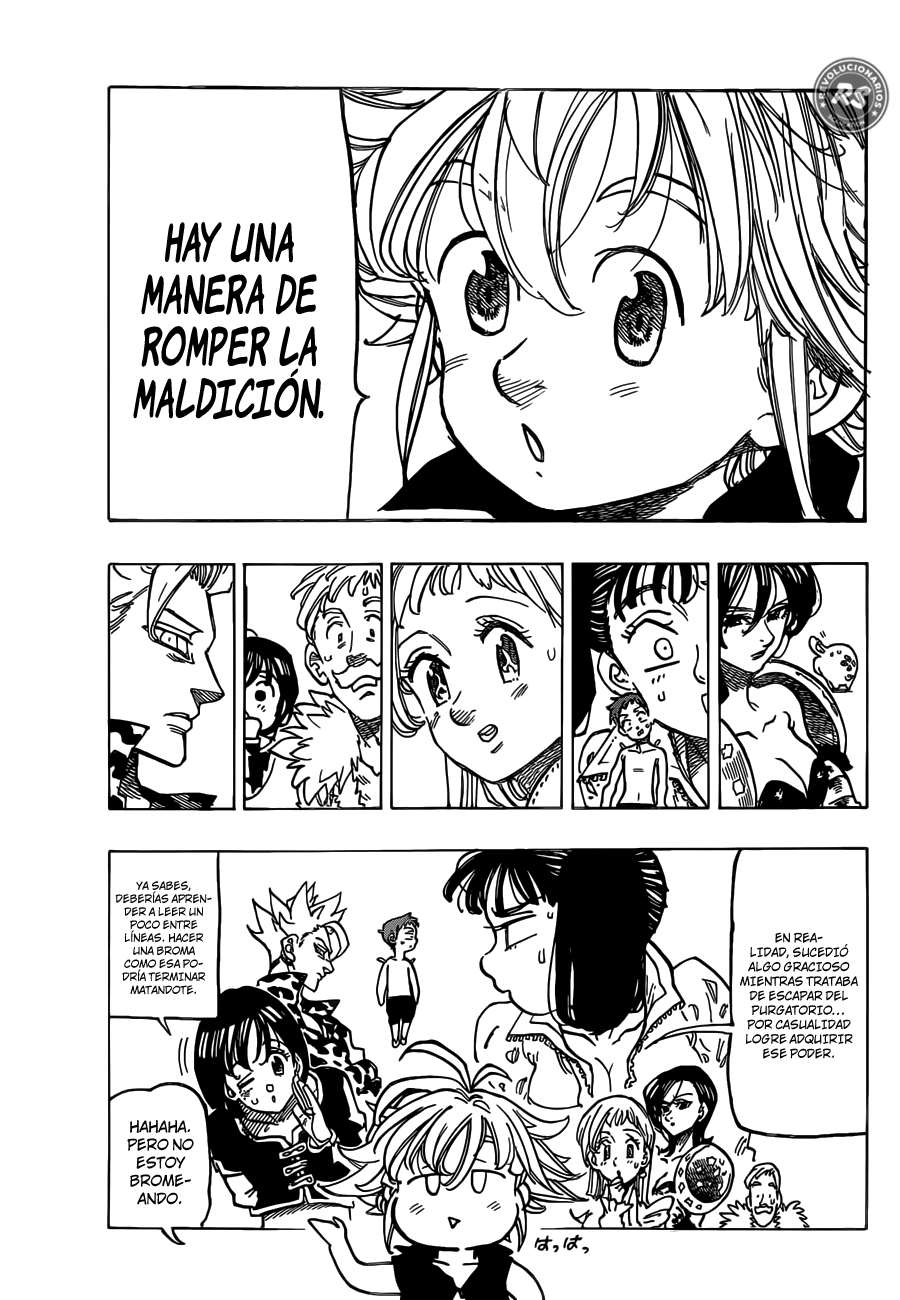 REVOLUCIONARIOS
RS
HAY UNA
MANERA DE
ROMPER LA
MALDICIÓN.
EN REA-
LIDAD, SUCEDIÓ
ALGO GRACIOSO
MIENTRAS TRATABA
DE ESCAPAR DEL
PURGATORIO...
POR CASUALIDAD
LOGRE ADQUIRIR
ESE PODER.
YA SABES,
DEBERÍAS APREN-
DER A LEER UN
POCO ENTRE
LÍNEAS. HACER
UNA BROMA
COMO ESA PO-
DRÍA TERMINAR
MATANDOTE.
HAHAHA.
PERO NO
ESTOY
BROME-
ANDO.
はっはっ